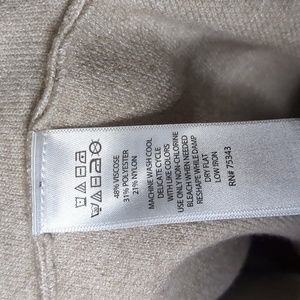 48% VISCOSE
31% POLYESTER
21% NYLON
MACHINE WASH COOL
DELICATE CYCLE
WITH LIKE COLORS
USE ONLY NON-CHLORINE
BLEACH WHEN NEEDED
RESHAPE WHILE DAMP
DRY FLAT
LOW IRON
RN# 75343